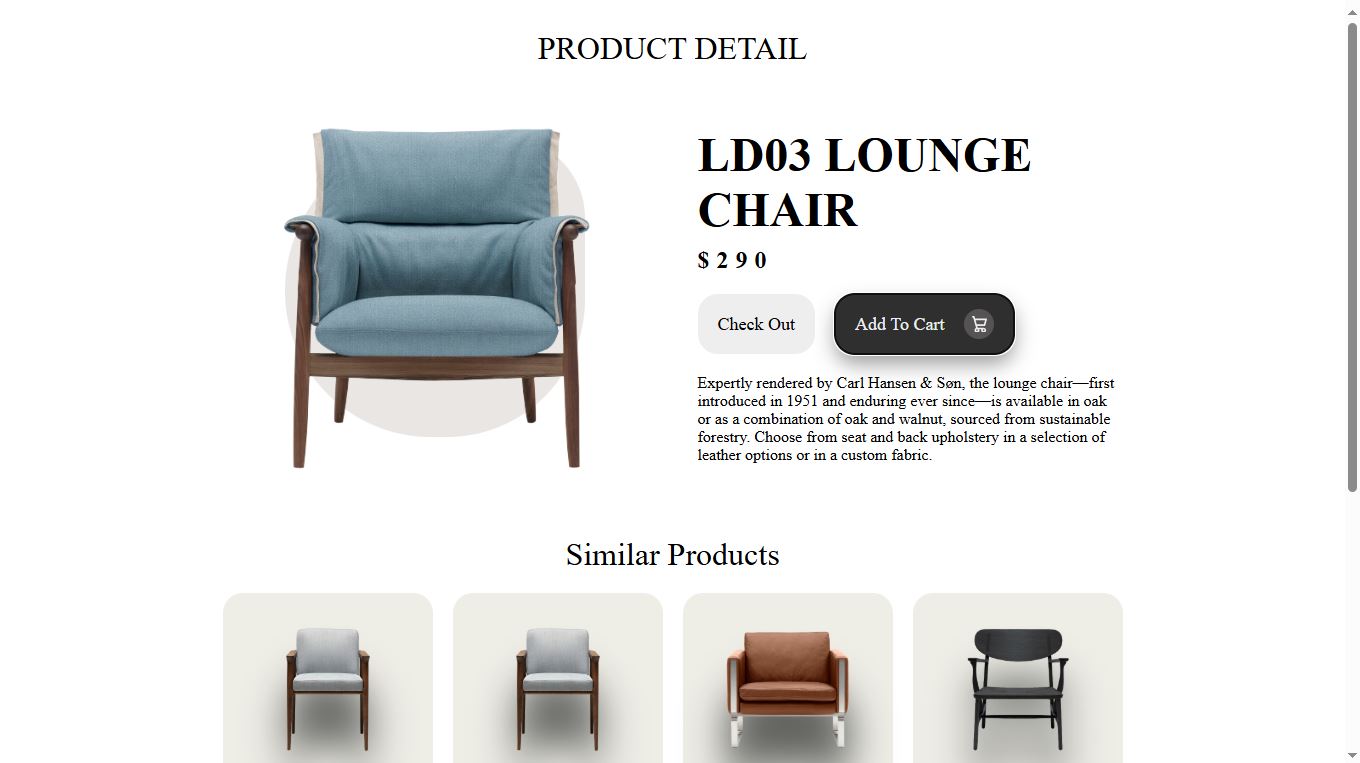 PRODUCT DETAIL
LD03 LOUNGE
CHAIR
$290
Check Out
Add To Cart
Expertly rendered by Carl Hansen & Søn, the lounge chair—first
introduced in 1951 and enduring ever since—is available in oak
or as a combination of oak and walnut, sourced from sustainable
forestry. Choose from seat and back upholstery in a selection of
leather options or in a custom fabric.
Similar Products